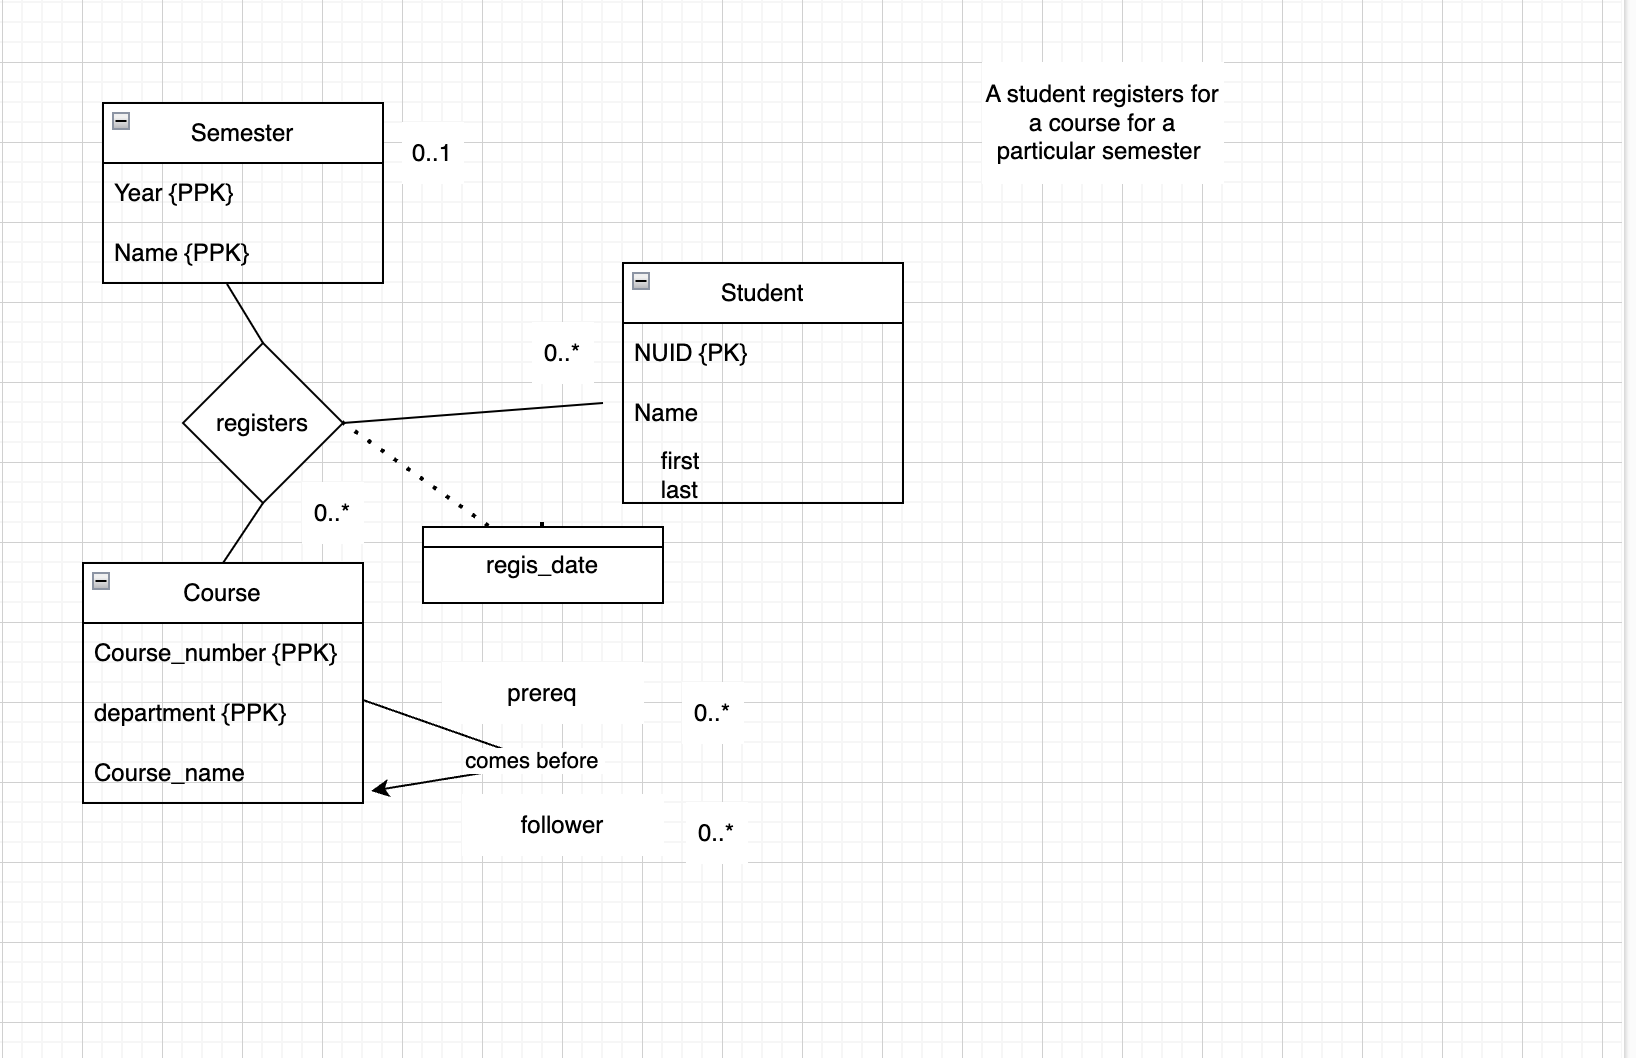 A student registers for
a course for a
particular semester
Semester
0..1
Year {PPK}
Name {PPK}
Student
0..*
NUID {PK}
Name
first
last
registers
0..*
regis_date
Course
Course_number {PPK}
department {PPK}
Course_name
prereq
0..*
comes before
follower
0..*